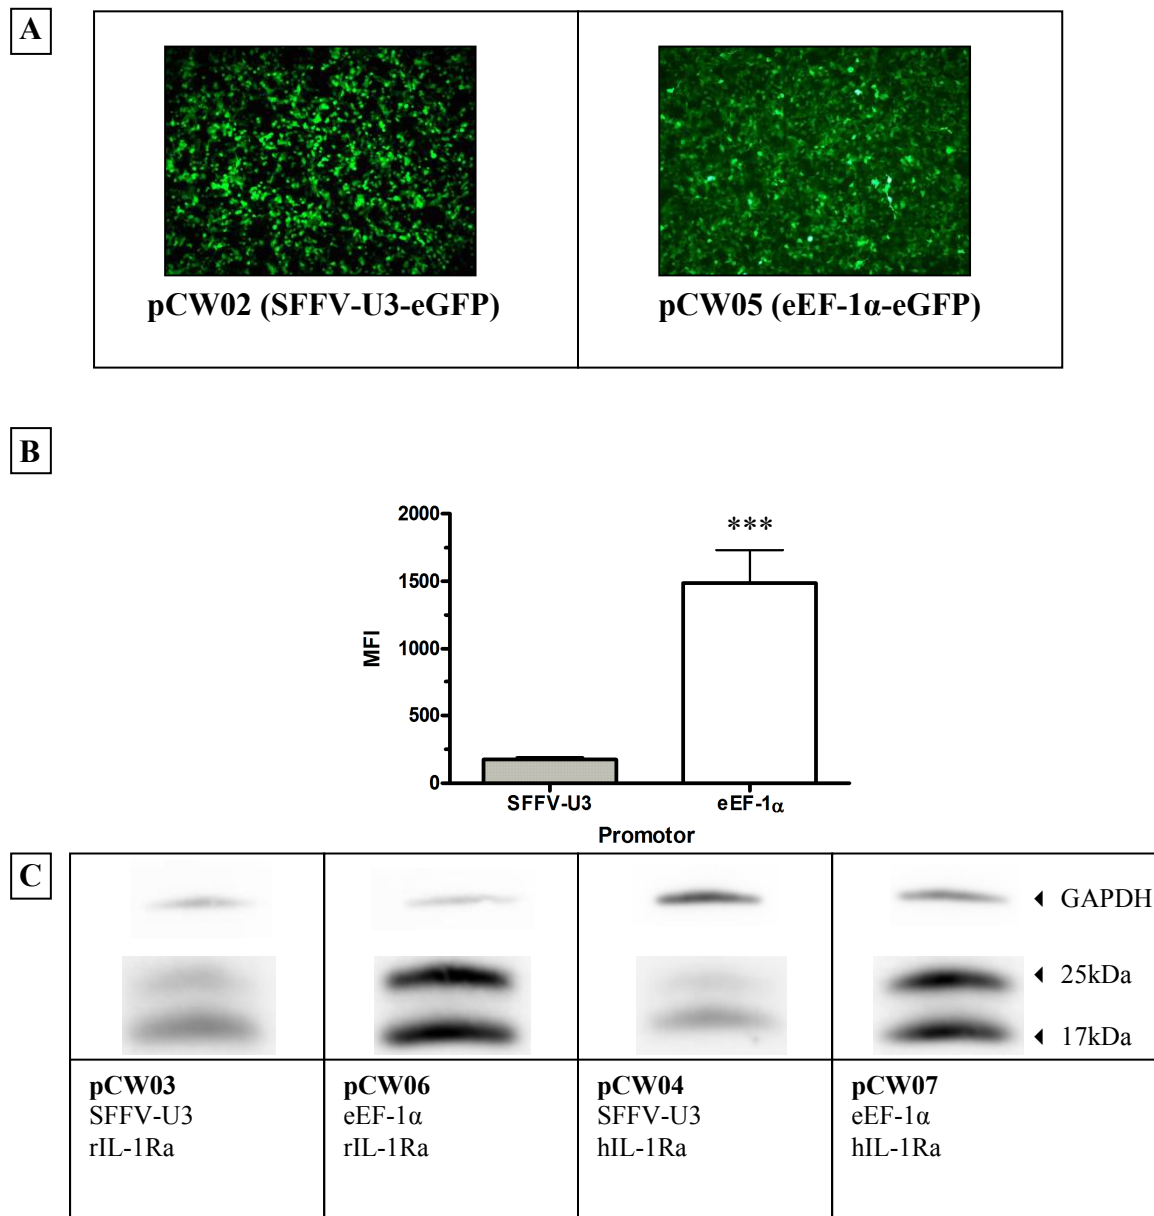 A
pCW02 (SFFV-U3-eGFP)
pCW05 (eEF-1α-eGFP)
B
2000
1500
1000
500
0
MFI
***
SFFV-U3
eEF-1α
Promotor
C
GAPDH
25kDa
17kDa
pCW03
SFFV-U3
rIL-1Ra
pCW06
eEF-1α
rIL-1Ra
pCW04
SFFV-U3
hIL-1Ra
pCW07
eEF-1α
hIL-1Ra